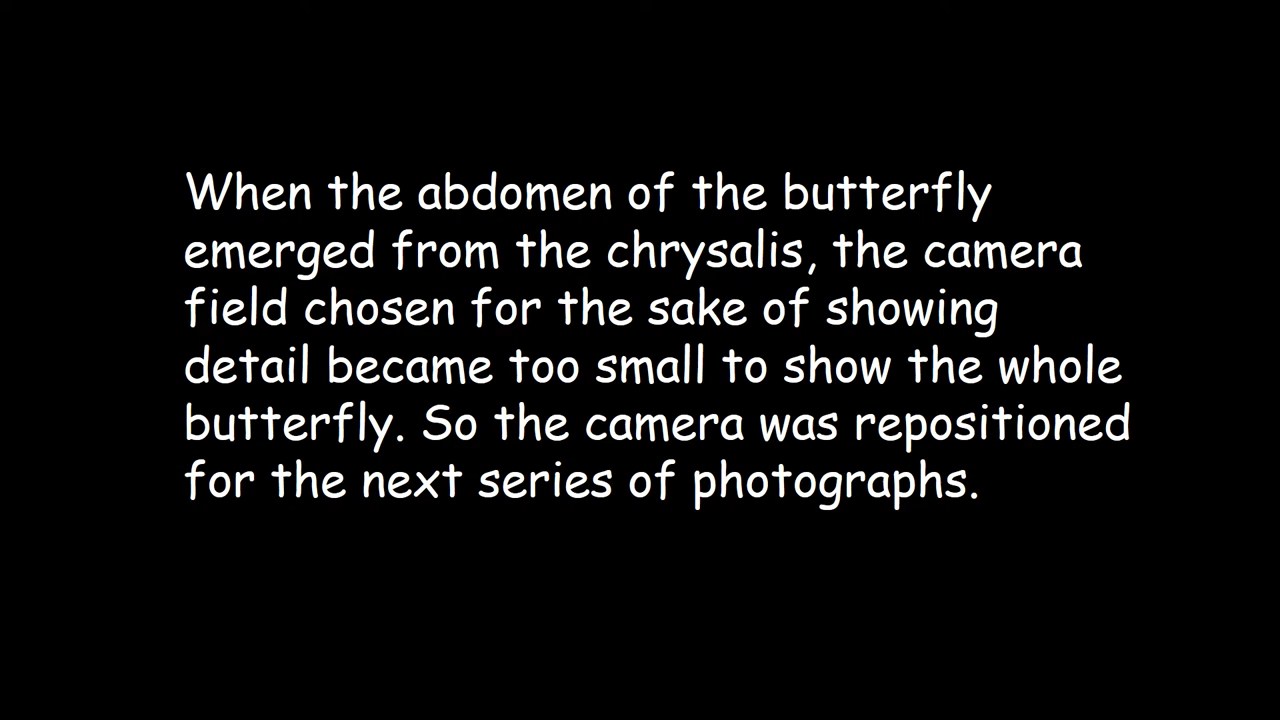 When the abdomen of the butterfly
emerged from the chrysalis, the camera
field chosen for the sake of showing
detail became too small to show the whole
butterfly. So the camera was repositioned
for the next series of photographs.